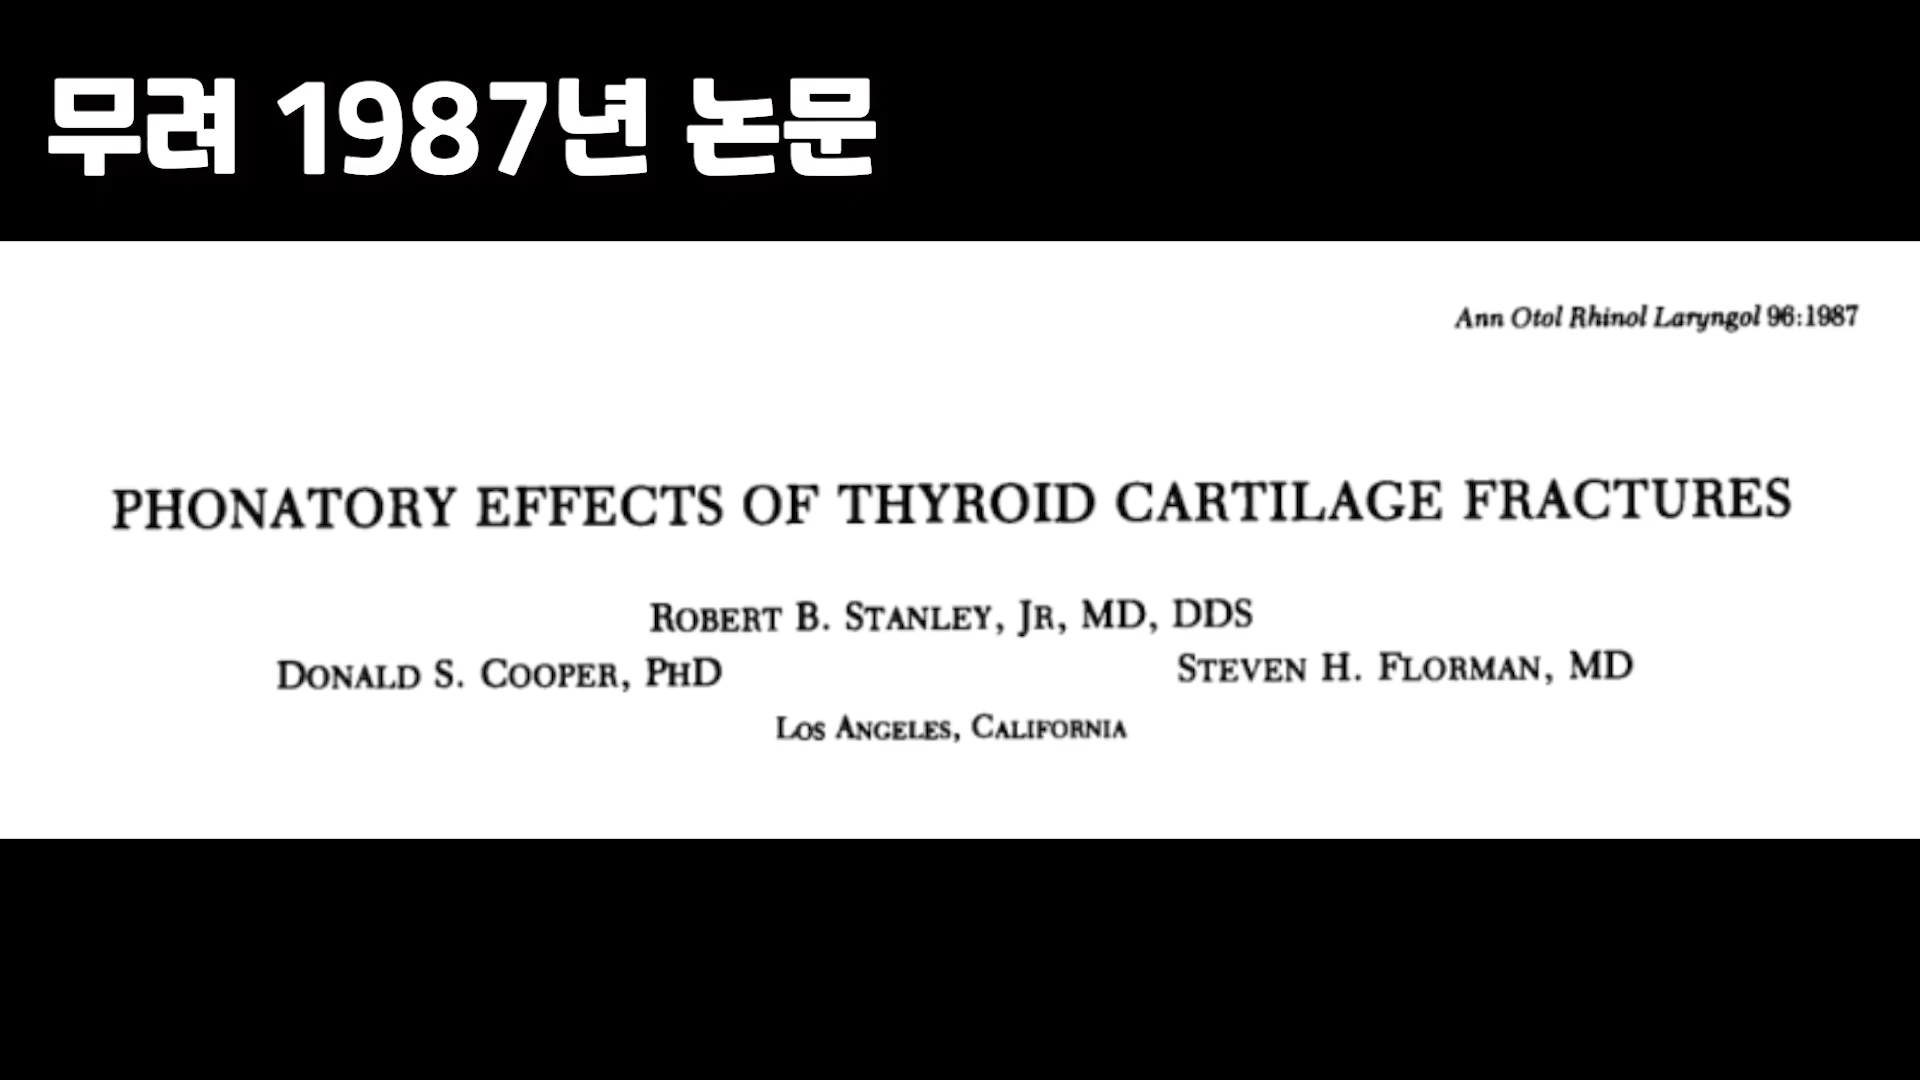 무려 1987년 논문
Ann Otol Rhinol Laryngol 96:1987
PHONATORY EFFECTS OF THYROID CARTILAGE FRACTURES
ROBERT B. STANLEY, JR, MD, DDS
DONALD S. COOPER, PHD STEVEN H. FLORMAN, MD
LOS ANGELES, CALIFORNIA